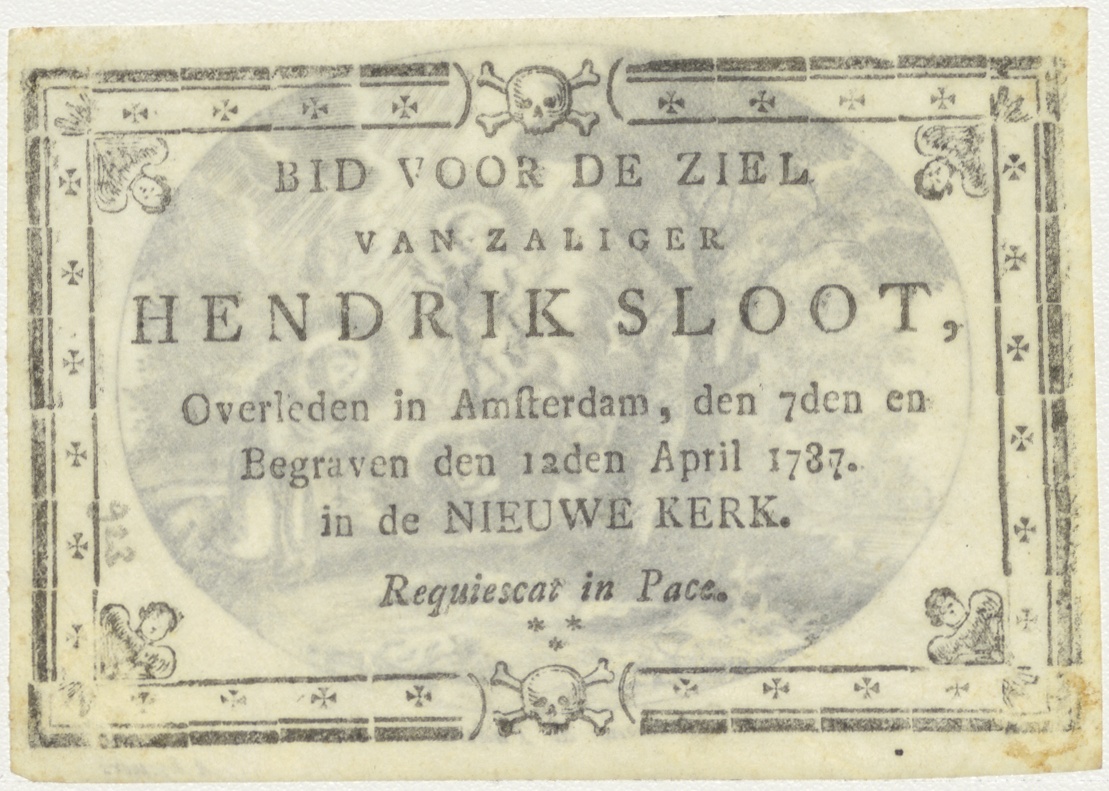 BID VOOR DE ZIEL
VAN ZALIGER
HENDRIK SLOOT,
Overleden in Amſterdam, den 7den en
Begraven den 12den April 1787.
in de NIEUWE KERK.
Requiescat in Pace.
* *
*
923